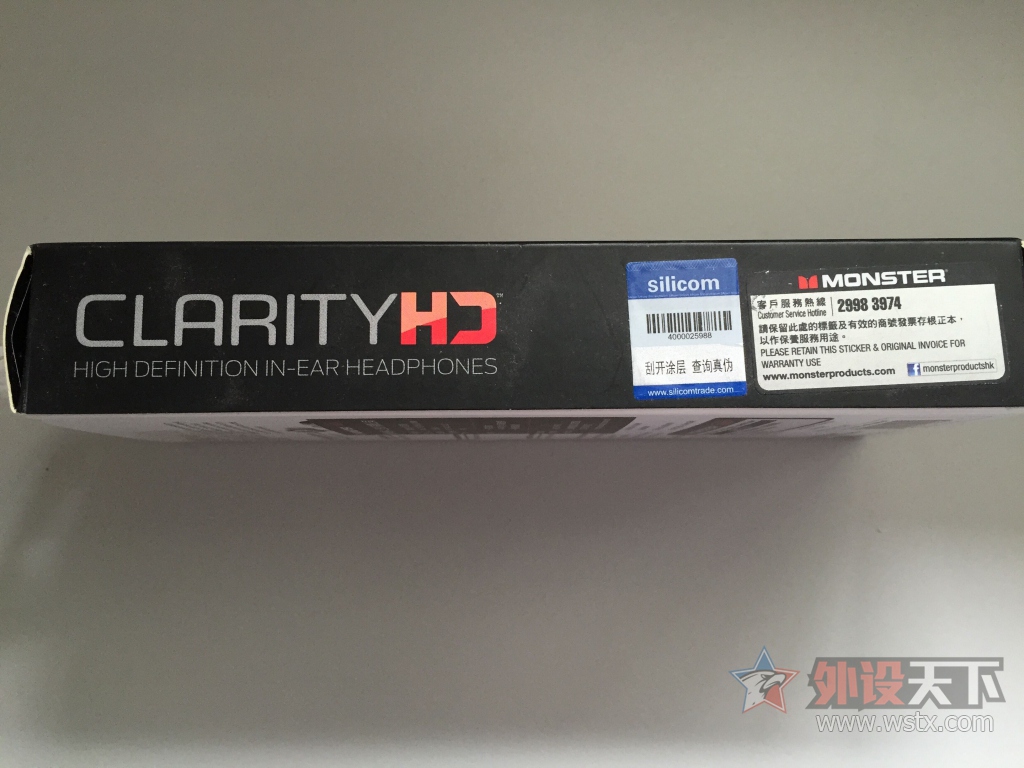 CLARITYHD™
HIGH DEFINITION IN-EAR HEADPHONES
silicom
4000025988
刮开涂层 查询真伪
www.silicomtrade.com
MONSTER
客戶服務熱線
Customer Service Hotline
2998 3974
請保留此處的標籤及有效的商號發票存根正本，
以作保養服務用途。
PLEASE RETAIN THIS STICKER & ORIGINAL INVOICE FOR
WARRANTY USE
www.monsterproducts.com
f monsterproductshk
外设天下
www.wstx.com